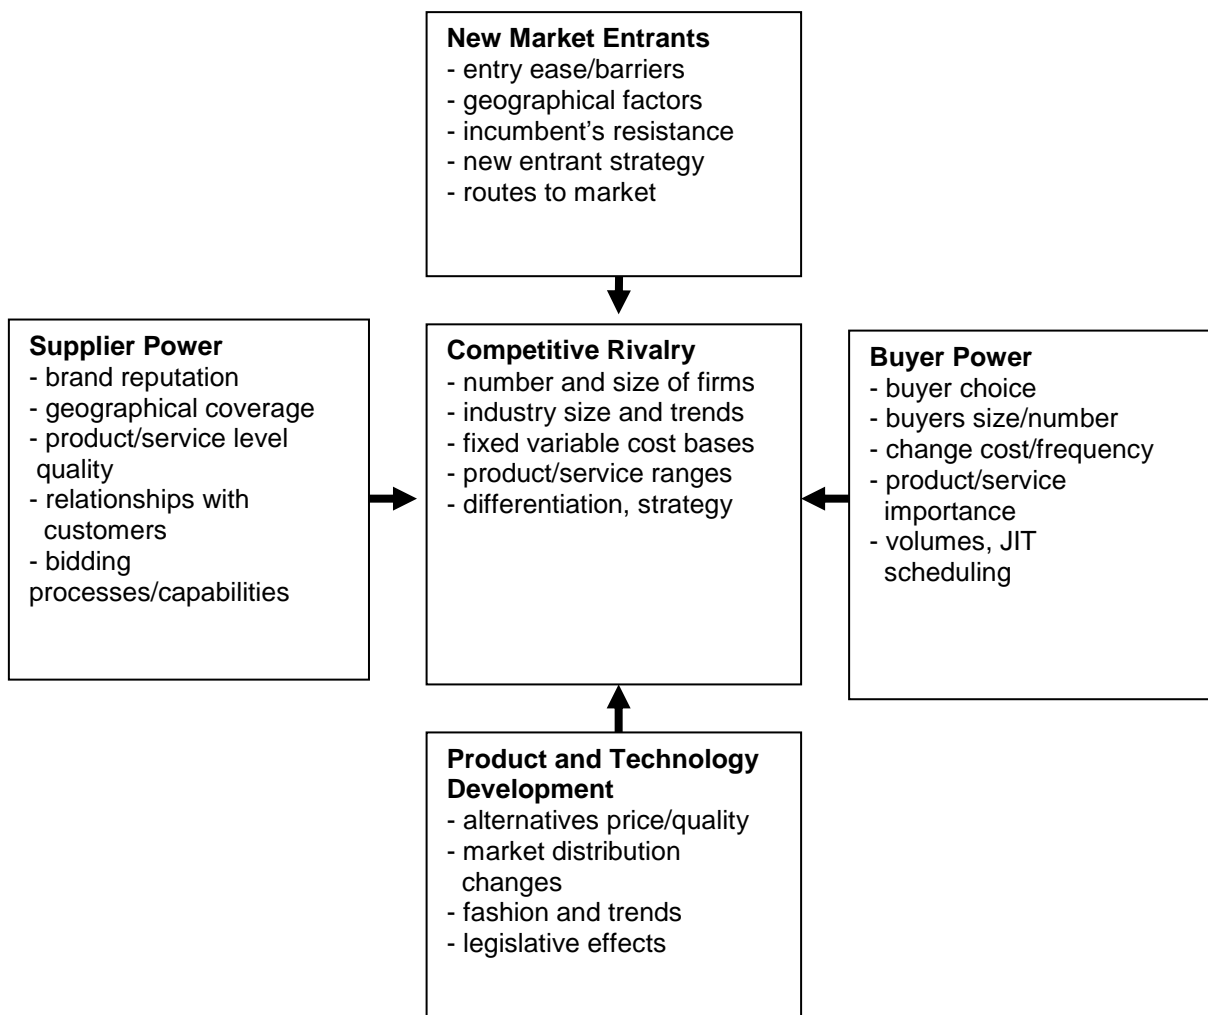 New Market Entrants
- entry ease/barriers
- geographical factors
- incumbent's resistance
- new entrant strategy
- routes to market
Supplier Power
- brand reputation
- geographical coverage
- product/service level
quality
- relationships with
customers
- bidding
processes/capabilities
Competitive Rivalry
- number and size of firms
- industry size and trends
- fixed variable cost bases
- product/service ranges
- differentiation, strategy
Buyer Power
- buyer choice
- buyers size/number
- change cost/frequency
- product/service
importance
- volumes, JIT
scheduling
Product and Technology
Development
- alternatives price/quality
- market distribution
changes
- fashion and trends
- legislative effects